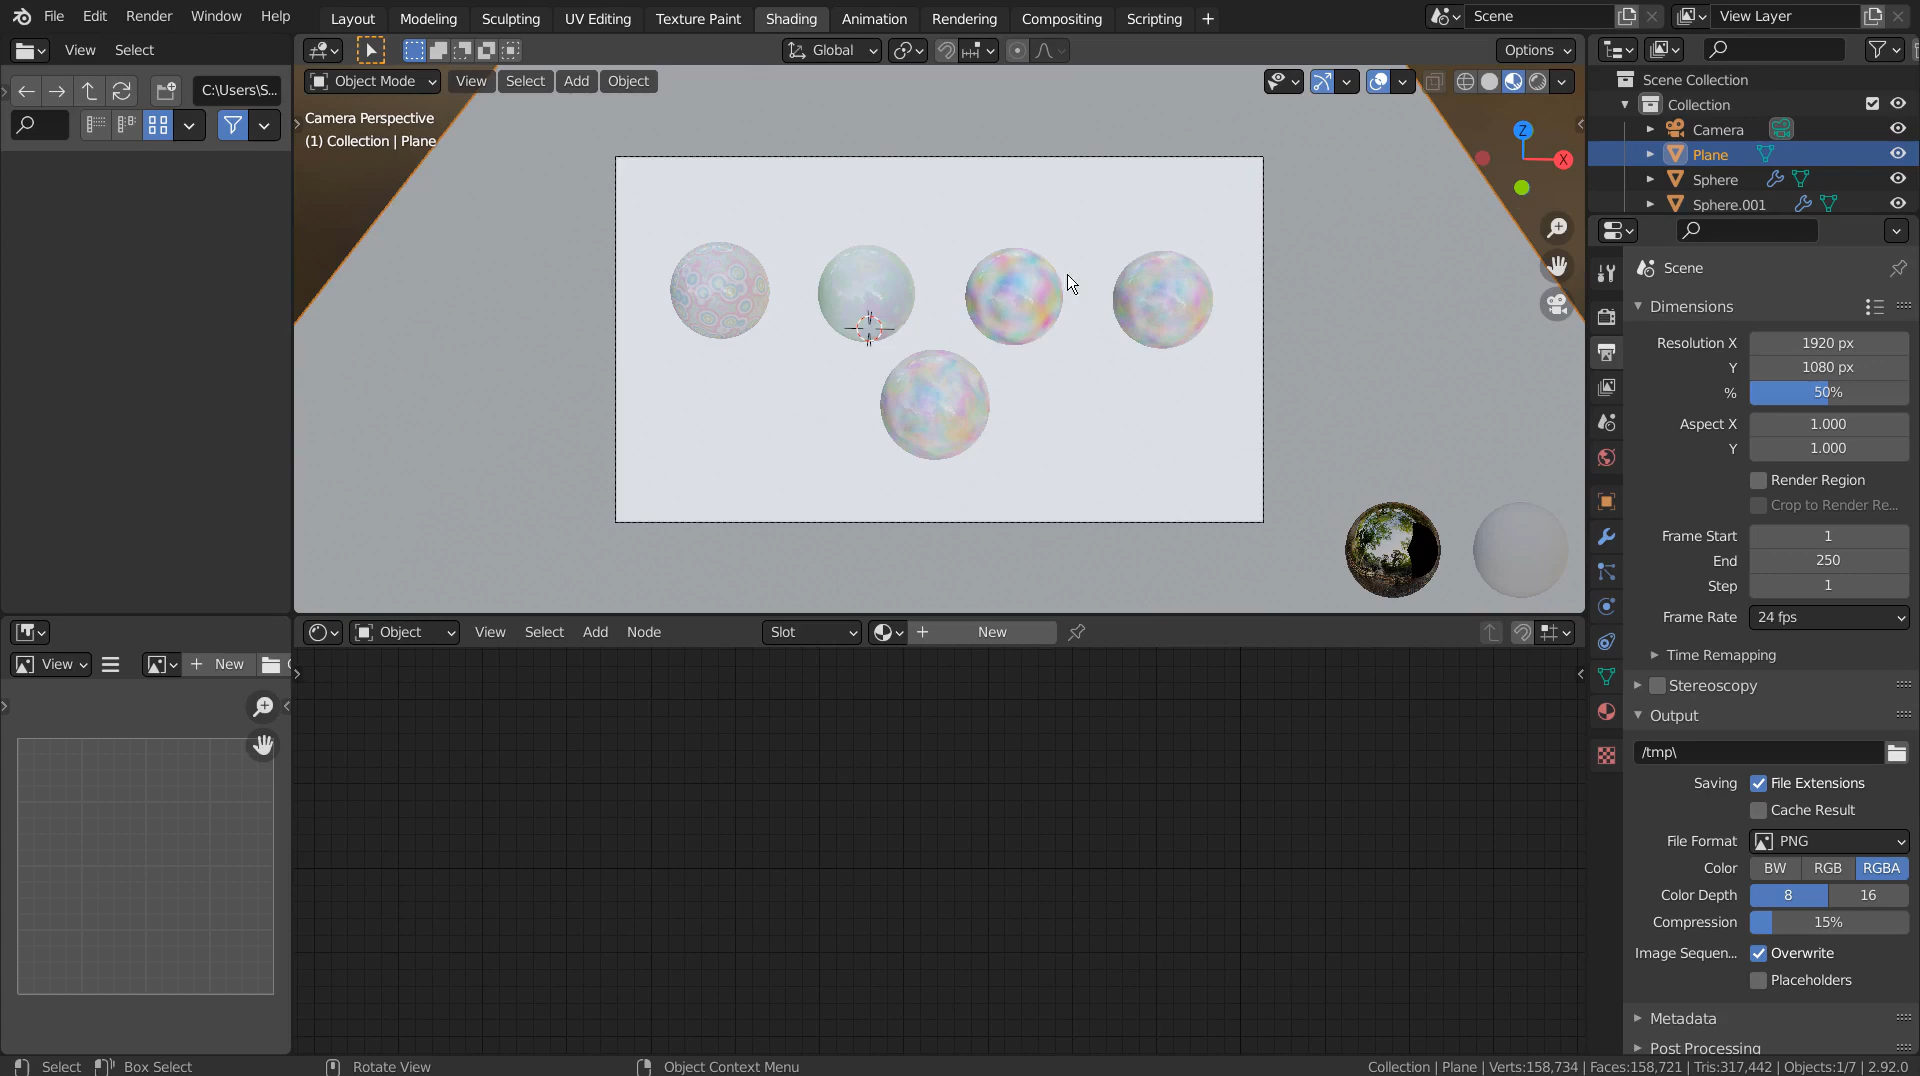 File Edit Render Window Help
Layout Modeling Sculpting UV Editing Texture Paint Shading Animation Rendering Compositing Scripting +
Scene
View Layer
View Select
Global
Options
C:\Users\S...
Object Mode View Select Add Object
Camera Perspective
(1) Collection | Plane
Z
X
Scene Collection
Collection
Camera
Plane
Sphere
Sphere.001
Scene
Dimensions
Resolution X 1920 px
Y 1080 px
% 50%
Aspect X 1.000
Y 1.000
Render Region
Crop to Render Re...
Frame Start 1
End 250
Step 1
Frame Rate 24 fps
Time Remapping
Stereoscopy
Output
/tmp\
Saving File Extensions
Cache Result
File Format PNG
Color BW RGB RGBA
Color Depth 8 16
Compression 15%
Image Sequen... Overwrite
Placeholders
Metadata
Post Processing
Object View Select Add Node Slot + New
View + New
Select Box Select Rotate View Object Context Menu
Collection | Plane | Verts:158,734 | Faces:158,721 | Tris:317,442 | Objects:1/7 | 2.92.0